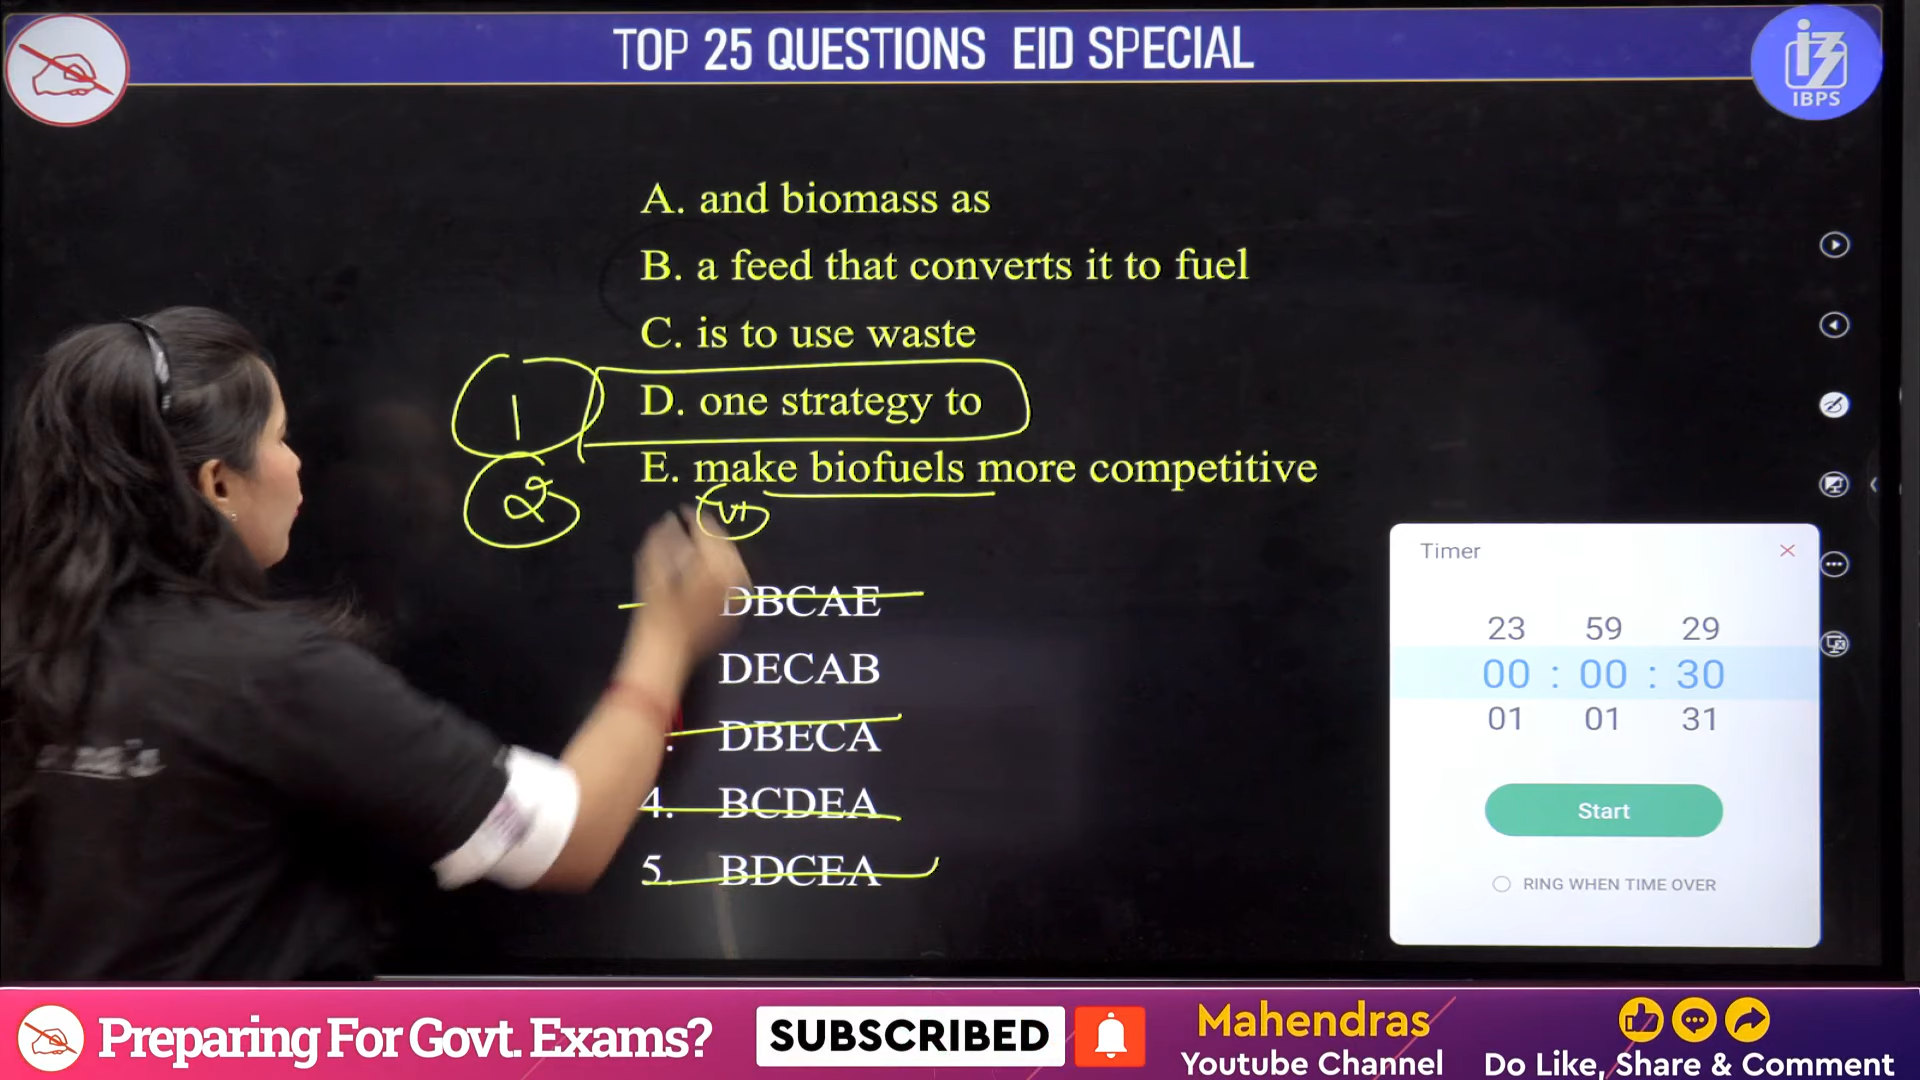 TOP 25 QUESTIONS EID SPECIAL
IBPS
A. and biomass as
B. a feed that converts it to fuel
C. is to use waste
1 D. one strategy to
2 E. make biofuels more competitive
V1
DBCAE
DECAB
. DBECA
4. BCDEA
5. BDCEA
Timer
23 59 29
00 : 00 : 30
01 01 31
Start
RING WHEN TIME OVER
Preparing For Govt. Exams?
SUBSCRIBED
Mahendras
Youtube Channel
Do Like, Share & Comment